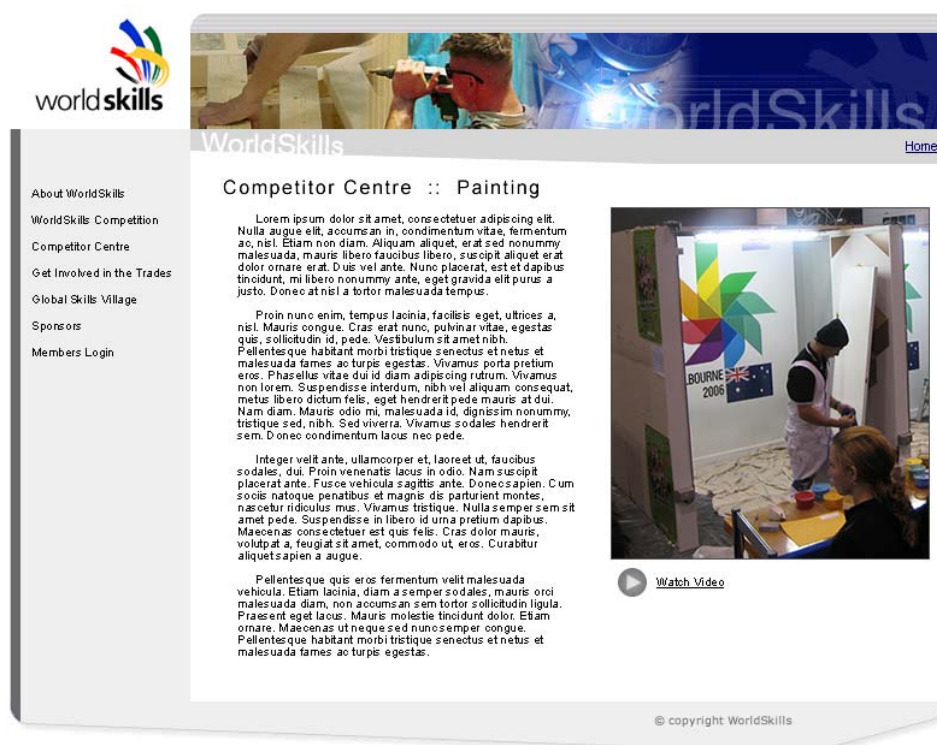 world skills
orldSkills
WorldSkills
Home
About WorldSkills
WorldSkills Competition
Competitor Centre
Get Involved in the Trades
Global Skills Village
Sponsors
Members Login
Competitor Centre :: Painting
Lorem ipsum dolor sit amet, consectetuer adipiscing elit.
Nulla augue elit, accumsan in, condimentum vitae, fermentum
ac, nisl. Etiam non diam. Aliquam aliquet, erat sed nonummy
malesuada, mauris libero faucibus libero, suscipit aliquet erat
dolor ornare erat. Duis vel ante. Nunc placerat, est et dapibus
tincidunt, mi libero nonummy ante, eget gravida elit purus a
justo. Donec at nisl a tortor malesuada tempus.
Proin nunc enim, tempus lacinia, facilisis eget, ultrices a,
nisl. Mauris congue. Cras erat nunc, pulvinar vitae, egestas
quis, sollicitudin id, pede. Vestibulum sit amet nibh.
Pellentesque habitant morbi tristique senectus et netus et
malesuada fames ac turpis egestas. Vivamus porta pretium
eros. Phasellus vitae dui id diam adipiscing rutrum. Vivamus
non lorem. Suspendisse interdum, nibh vel aliquam consequat,
metus libero dictum felis, eget hendrerit pede mauris at dui.
Nam diam. Mauris odio mi, malesuada id, dignissim nonummy,
tristique sed, nibh. Sed viverra. Vivamus sodales hendrerit
sem. Donec condimentum lacus nec pede.
Integer velit ante, ullamcorper et, laoreet ut, faucibus
sodales, dui. Proin venenatis lacus in odio. Nam suscipit
placerat ante. Fusce vehicula sagittis ante. Donec sapien. Cum
sociis natoque penatibus et magnis dis parturient montes,
nascetur ridiculus mus. Vivamus tristique. Nulla semper sem sit
amet pede. Suspendisse in libero id urna pretium dapibus.
Maecenas consectetuer est quis felis. Cras dolor mauris,
volutpat a, feugiat sit amet, commodo ut, eros. Curabitur
aliquet sapien a augue.
Pellentesque quis eros fermentum velit malesuada
vehicula. Etiam lacinia, diam a semper sodales, mauris orci
malesuada diam, non accumsan sem tortor sollicitudin ligula.
Praesent eget lacus. Mauris molestie tincidunt dolor. Etiam
ornare. Maecenas ut neque sed nunc semper congue.
Pellentesque habitant morbi tristique senectus et netus et
malesuada fames ac turpis egestas.
LBOURNE
2006
Watch Video
© copyright WorldSkills